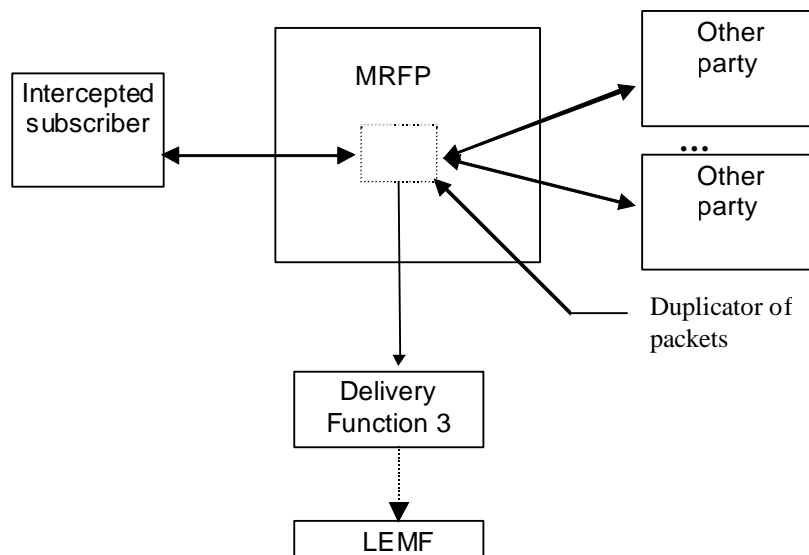 Intercepted
subscriber
MRFP
Other
party
...
Other
party
Duplicator of
packets
Delivery
Function 3
LEMF